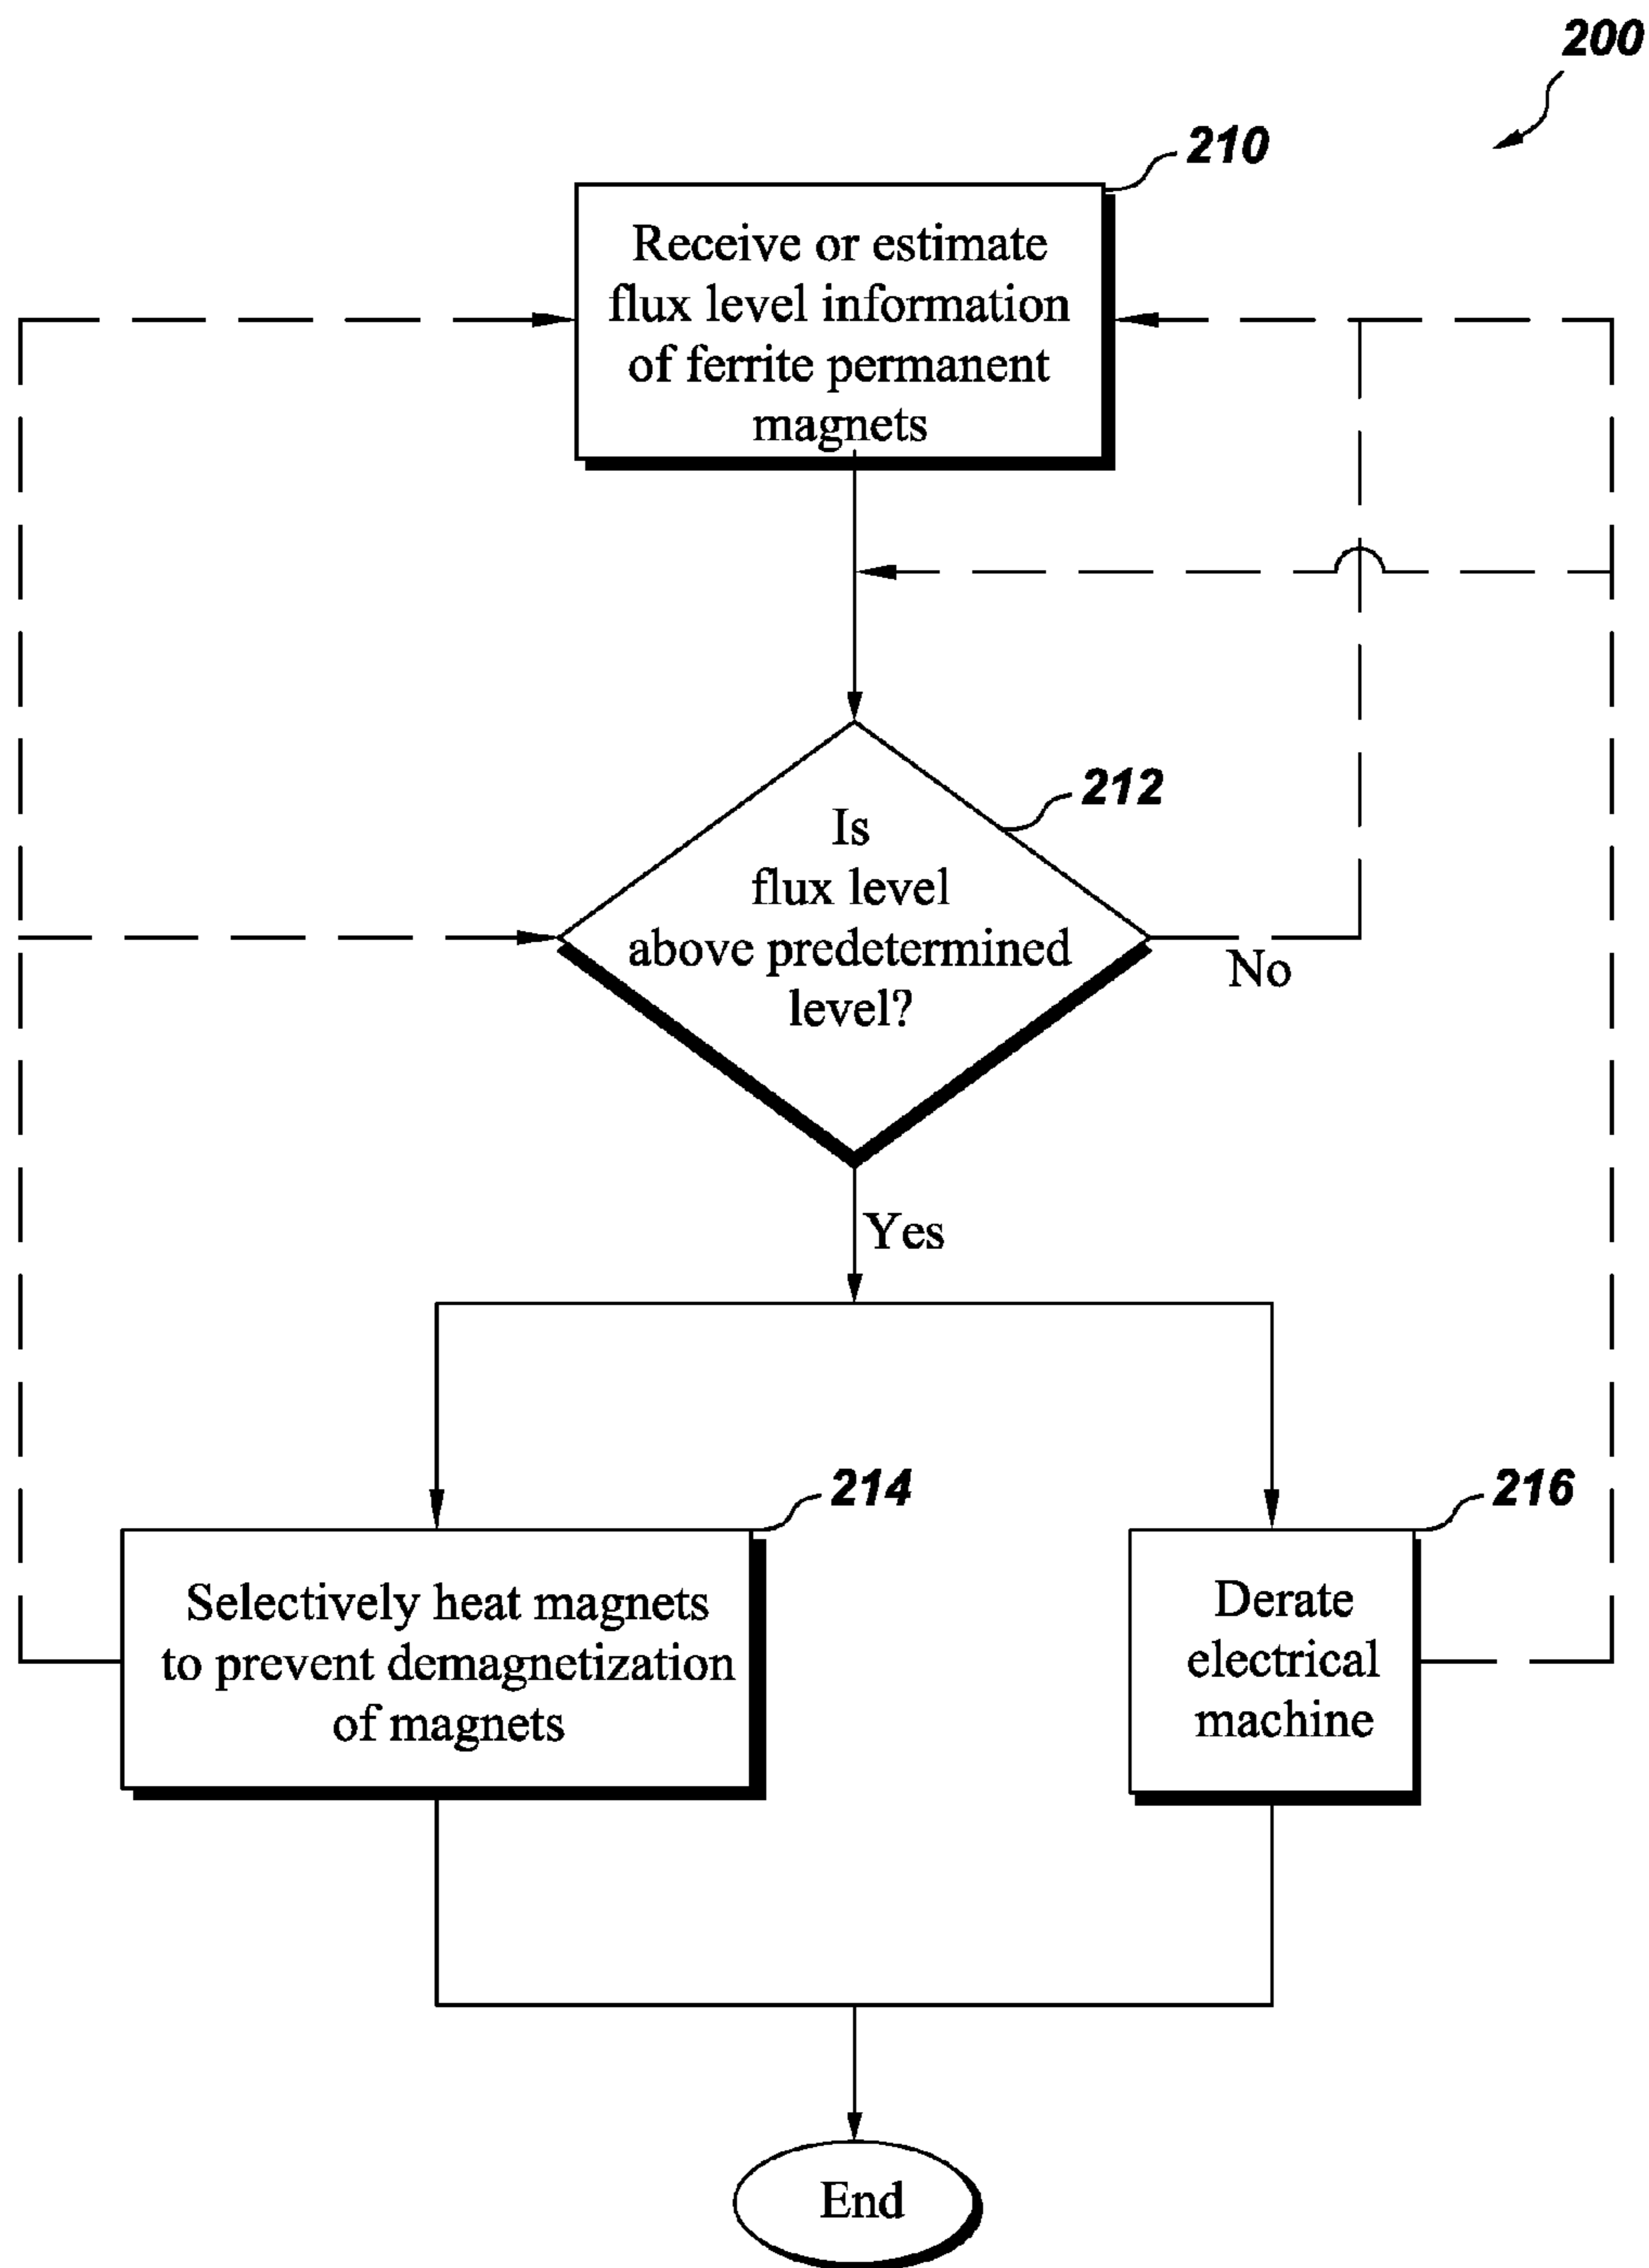 200
210
Receive or estimate
flux level information
of ferrite permanent
magnets
212
Is
flux level
above predetermined
level?
No
Yes
214
Selectively heat magnets
to prevent demagnetization
of magnets
216
Derate
electrical
machine
End